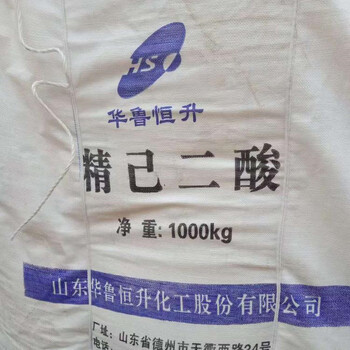 HS
华鲁恒升
精己二酸
净重:1000kg
山东华鲁恒升化工股份有限公司
厂址:山东省德州市天衢西路24号
电话: